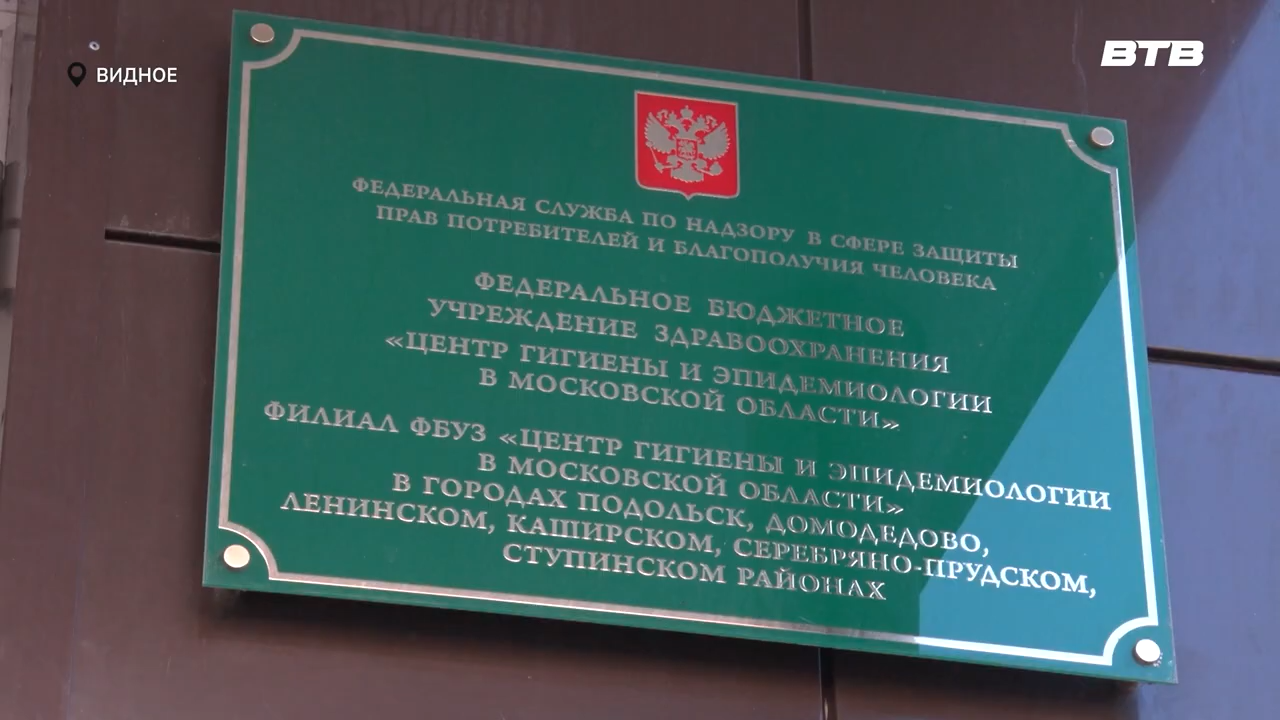 ВИДНОЕ
ВТВ
ФЕДЕРАЛЬНАЯ СЛУЖБА ПО НАДЗОРУ В СФЕРЕ ЗАЩИТЫ
ПРАВ ПОТРЕБИТЕЛЕЙ И БЛАГОПОЛУЧИЯ ЧЕЛОВЕКА
ФЕДЕРАЛЬНОЕ БЮДЖЕТНОЕ
УЧРЕЖДЕНИЕ ЗДРАВООХРАНЕНИЯ
«ЦЕНТР ГИГИЕНЫ И ЭПИДЕМИОЛОГИИ
В МОСКОВСКОЙ ОБЛАСТИ»
ФИЛИАЛ ФБУЗ «ЦЕНТР ГИГИЕНЫ И ЭПИДЕМИОЛОГИИ
В МОСКОВСКОЙ ОБЛАСТИ»
В ГОРОДАХ ПОДОЛЬСК, ДОМОДЕДОВО,
ЛЕНИНСКОМ, КАШИРСКОМ, СЕРЕБРЯНО-ПРУДСКОМ,
СТУПИНСКОМ РАЙОНАХ